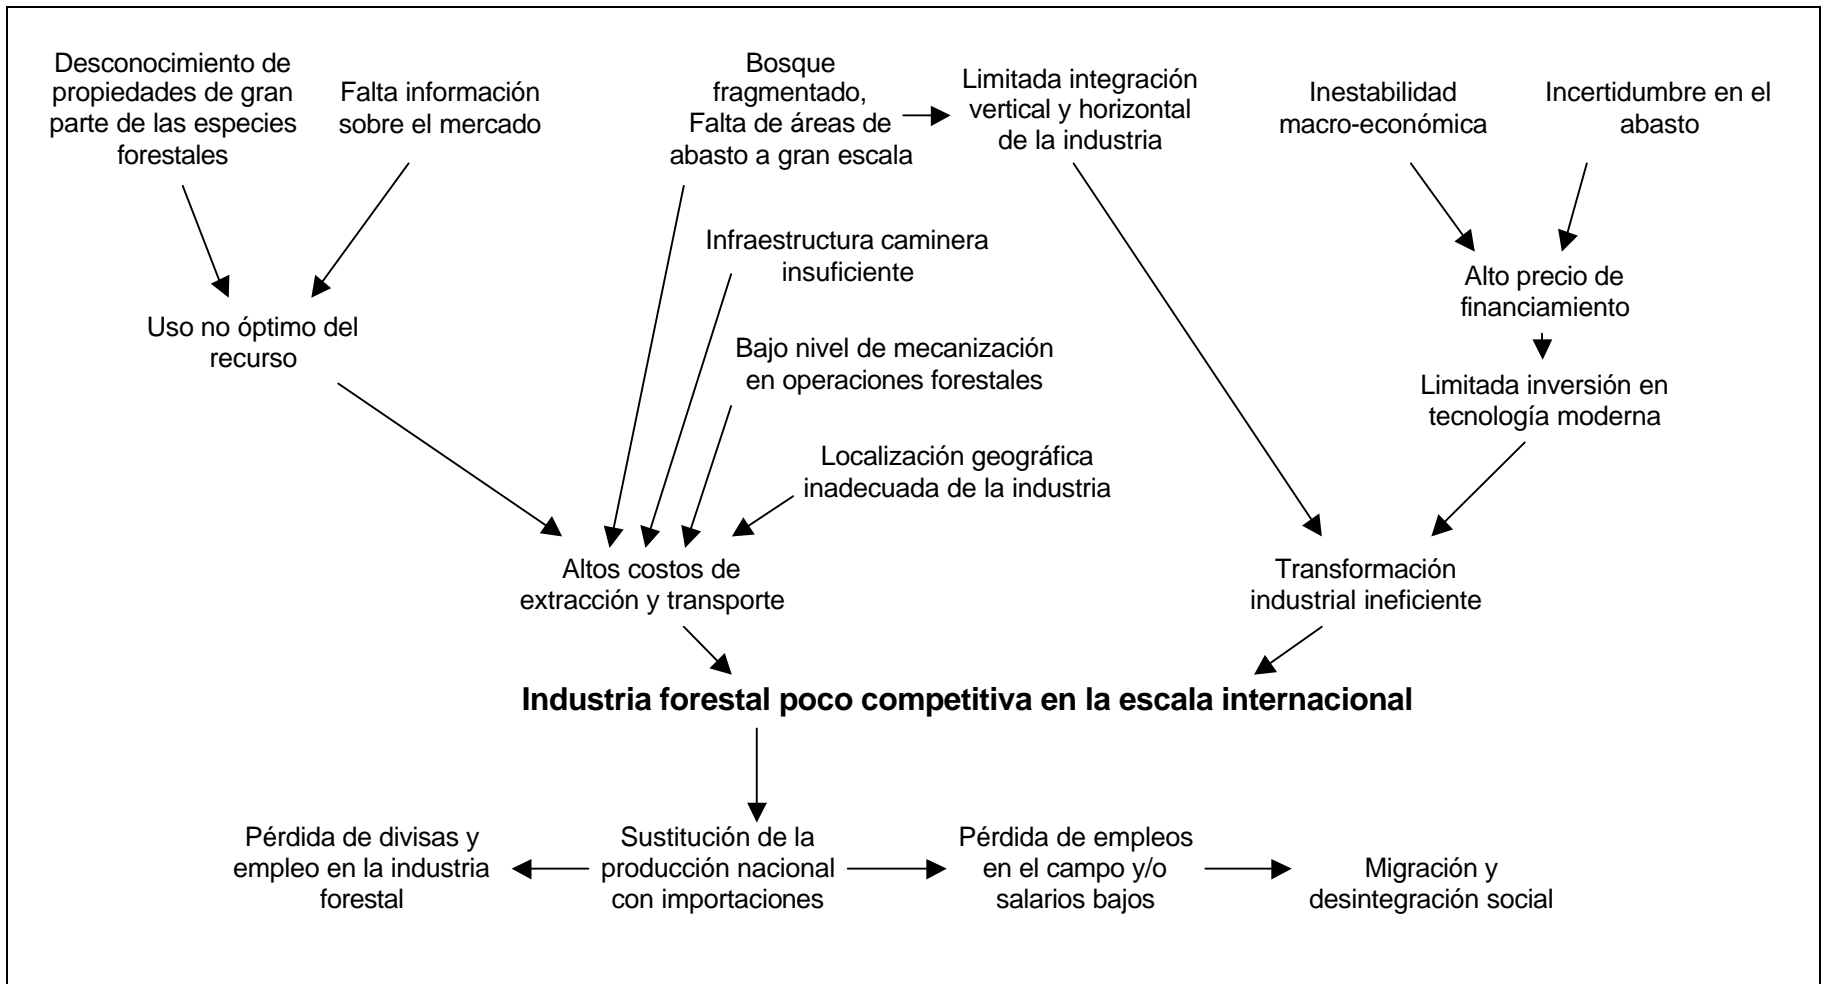 Desconocimiento de
propiedades de gran
parte de las especies
forestales
Falta información
sobre el mercado
Bosque
fragmentado,
Falta de áreas de
abasto a gran escala
Limitada integración
vertical y horizontal
de la industria
Inestabilidad
macro-económica
Incertidumbre en el
abasto
Infraestructura caminera
insuficiente
Alto precio de
financiamiento
Uso no óptimo del
recurso
Bajo nivel de mecanización
en operaciones forestales
Limitada inversión en
tecnología moderna
Localización geográfica
inadecuada de la industria
Altos costos de
extracción y transporte
Transformación
industrial ineficiente
Industria forestal poco competitiva en la escala internacional
Pérdida de divisas y
empleo en la industria
forestal
Sustitución de la
producción nacional
con importaciones
Pérdida de empleos
en el campo y/o
salarios bajos
Migración y
desintegración social